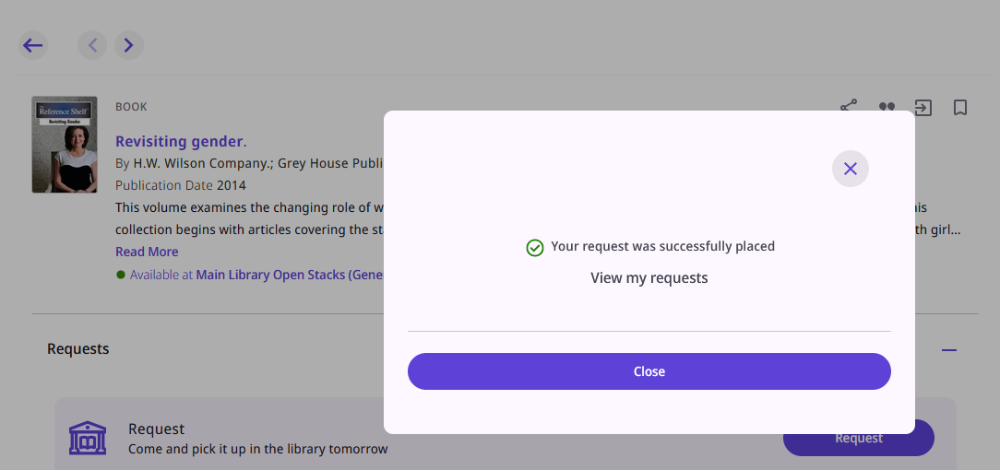 BOOK
Reference Shelf
Revisiting Gender
Revisiting gender.
By H.W. Wilson Company.; Grey House Publi
Publication Date 2014
This volume examines the changing role of w
his
collection begins with articles covering the st
th girl...
Read More
Available at Main Library Open Stacks (Gene
Your request was successfully placed
View my requests
Close
Requests
Request
Come and pick it up in the library tomorrow
Request